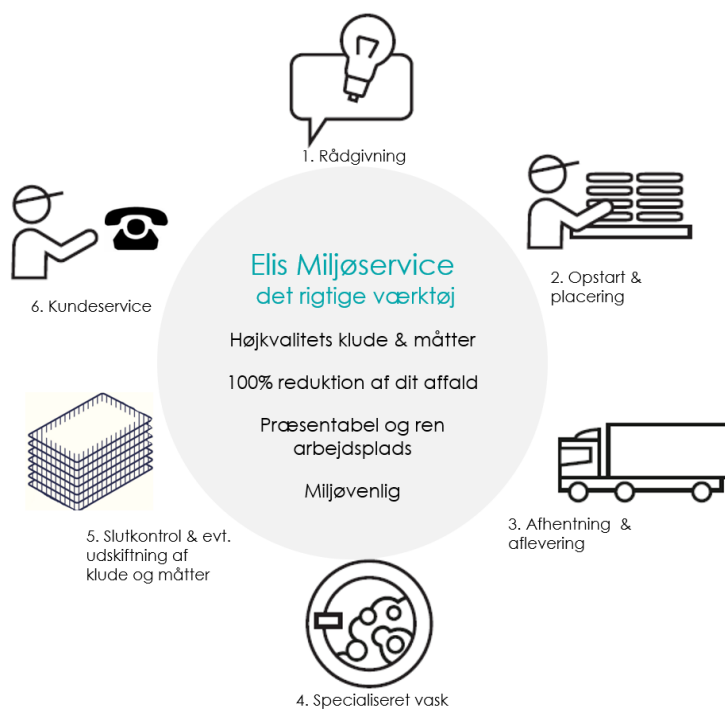 1. Rådgivning
2. Opstart &
placering
3. Afhentning &
aflevering
4. Specialiseret vask
5. Slutkontrol & evt.
udskiftning af
klude og måtter
6. Kundeservice
Elis Miljøservice
det rigtige værktøj
Højkvalitets klude & måtter
100% reduktion af dit affald
Præsentabel og ren
arbejdsplads
Miljøvenlig